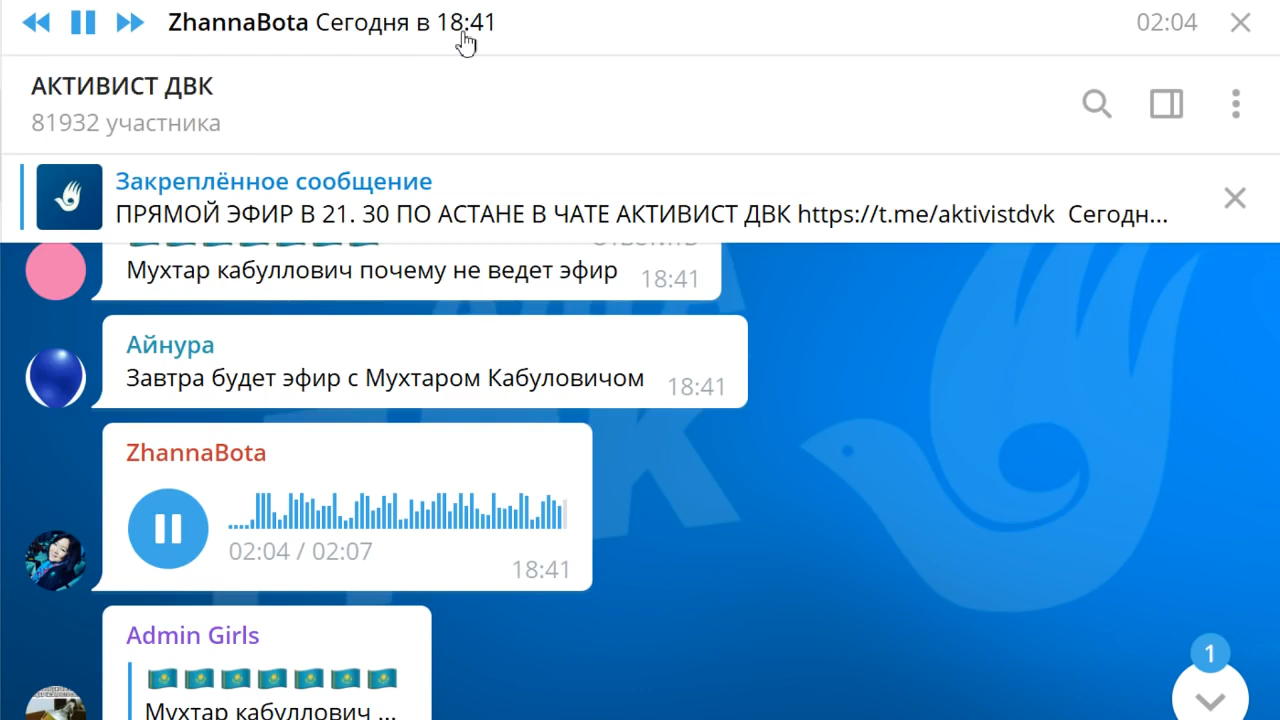 ZhannaBota Сегодня в 18:41
02:04
АКТИВИСТ ДВК
81932 участника
Закреплённое сообщение
ПРЯМОЙ ЭФИР В 21. 30 ПО АСТАНЕ В ЧАТЕ АКТИВИСТ ДВК https://t.me/aktivistdvk Сегодн...
Мухтар кабуллович почему не ведет эфир
18:41
Айнура
Завтра будет эфир с Мухтаром Кабуловичом
18:41
ZhannaBota
02:04 / 02:07
18:41
Admin Girls
Мухтар кабуллович ...
1